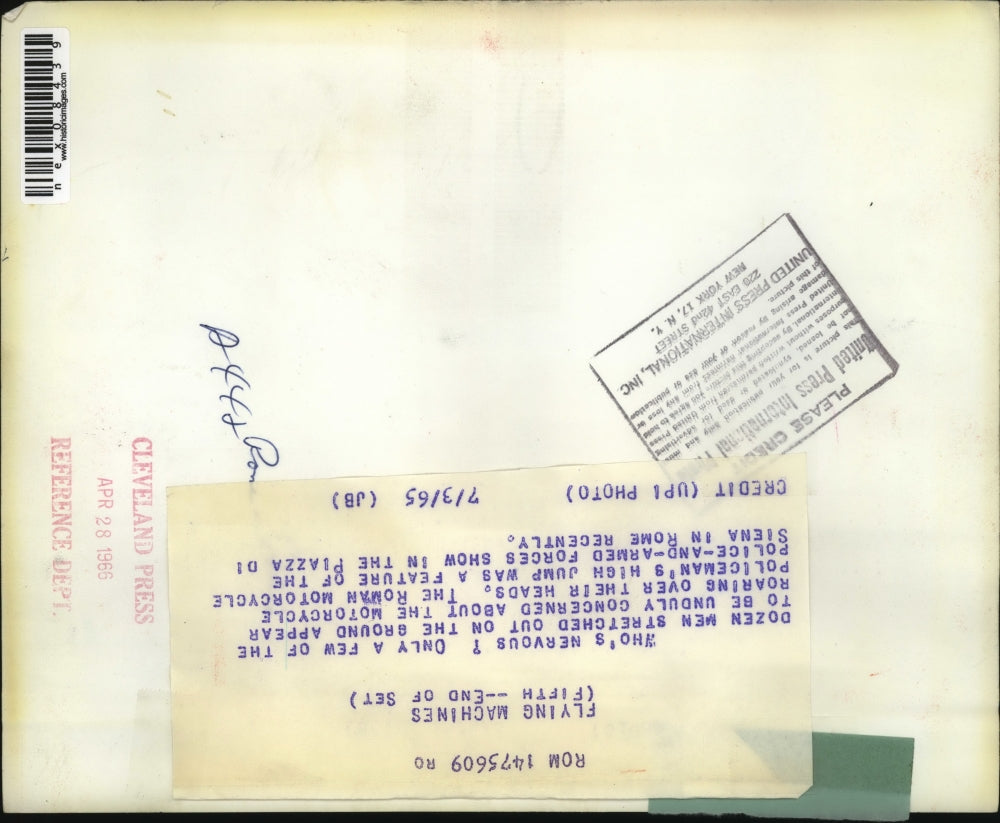 ROM 1475609 RO
FLYING MACHINES
(FIFTH --END OF SET)
WHO'S NERVOUS ? ONLY A FEW OF THE
DOZEN MEN STRETCHED OUT ON THE GROUND APPEAR
TO BE UNDULY CONCERNED ABOUT THE MOTORCYCLE
ROARING OVER THEIR HEADS. THE ROMAN MOTORCYCLE
POLICEMAN'S HIGH JUMP WAS A FEATURE OF THE
POLICE-AND-ARMED FORCES SHOW IN THE PIAZZA DI
SIENA IN ROME RECENTLY.
CREDIT (UPI PHOTO) 7/3/65 (JB)
PLEASE CREDIT
United Press International
UNITED PRESS INTERNATIONAL, INC
220 EAST 42nd STREET
NEW YORK 17, N. Y.
CLEVELAND PRESS
APR 28 1966
REFERENCE DEPT.
www.historicimages.com
nex08439